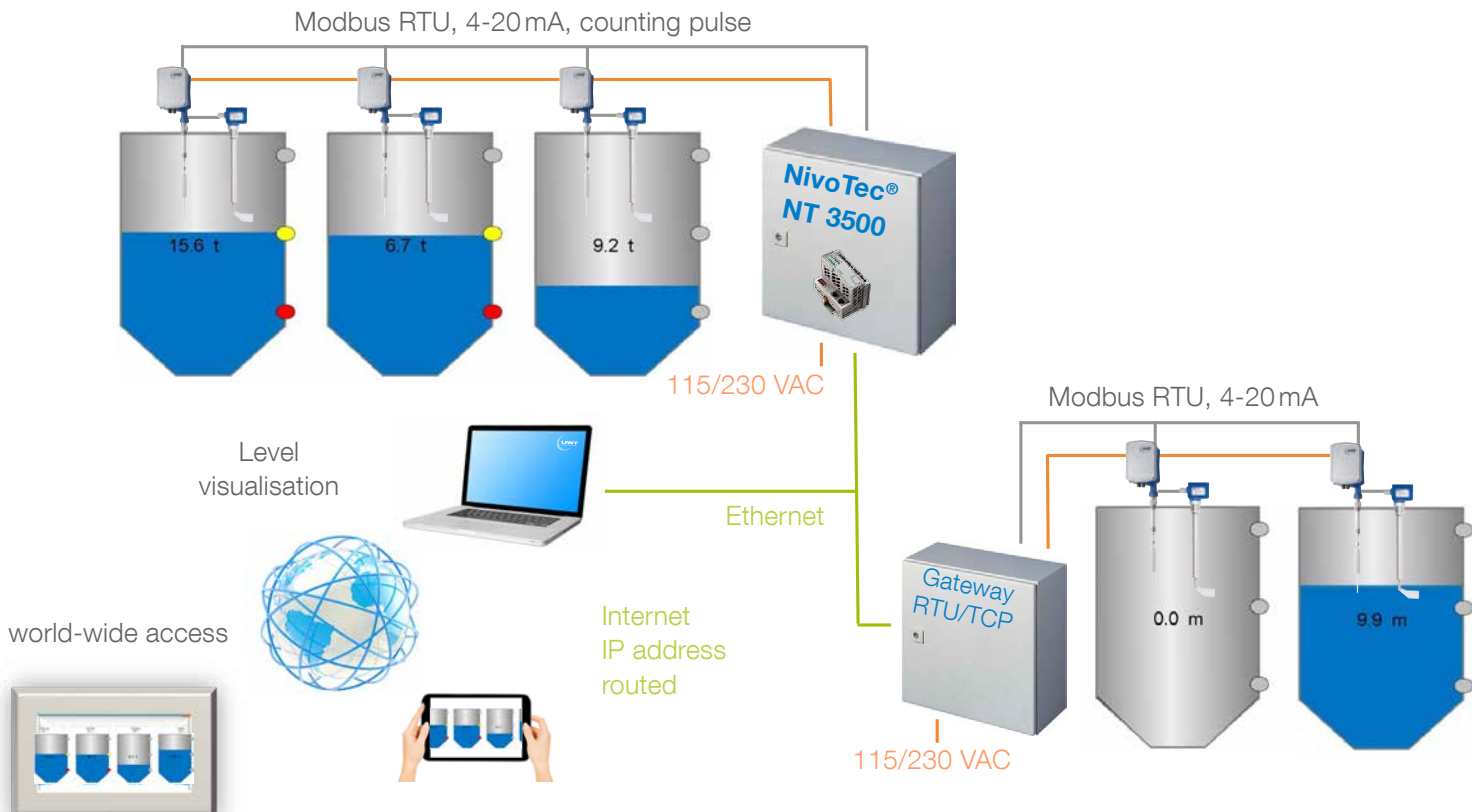 Modbus RTU, 4-20 mA, counting pulse
15.6 t
6.7 t
9.2 t
NivoTec®
NT 3500
115/230 VAC
Modbus RTU, 4-20 mA
Level
visualisation
UWT
Ethernet
Gateway
RTU/TCP
0.0 m
9.9 m
Internet
IP address
routed
world-wide access
115/230 VAC